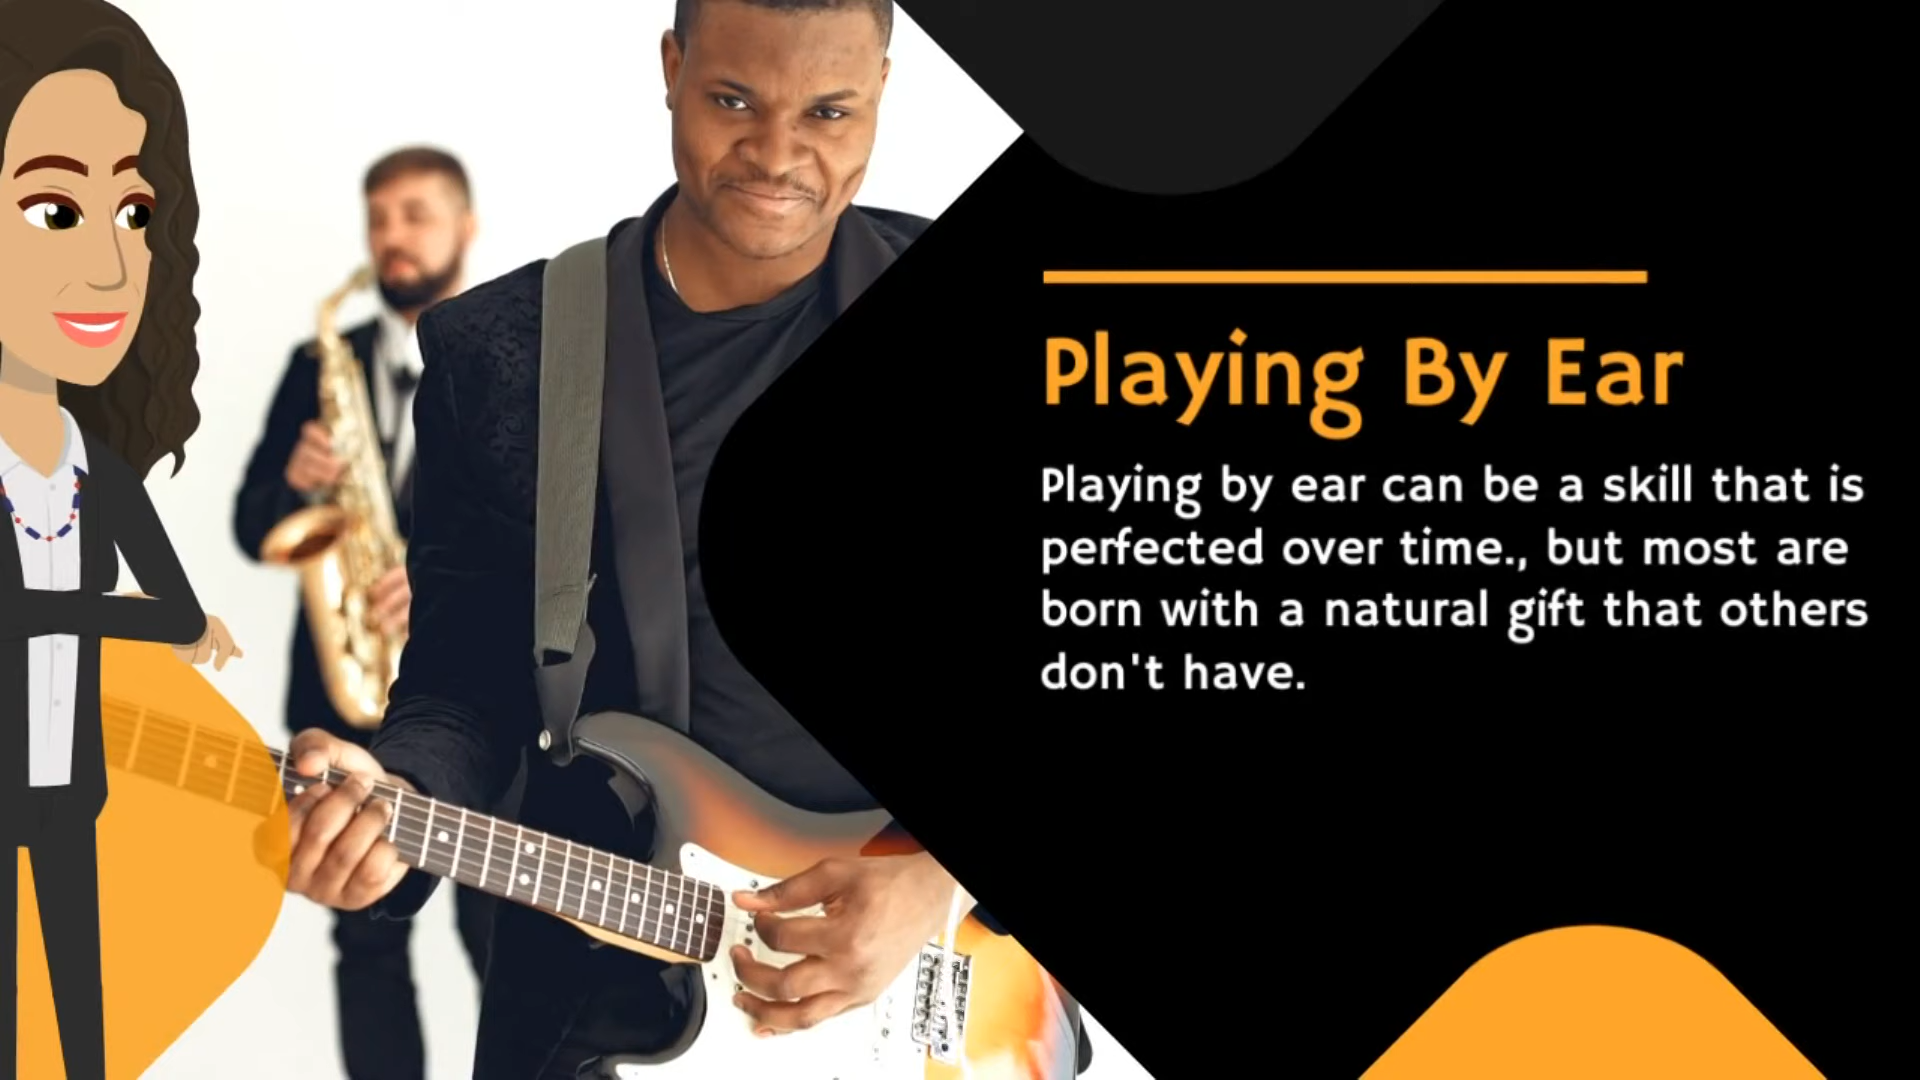 Playing By Ear
Playing by ear can be a skill that is
perfected over time., but most are
born with a natural gift that others
don't have.